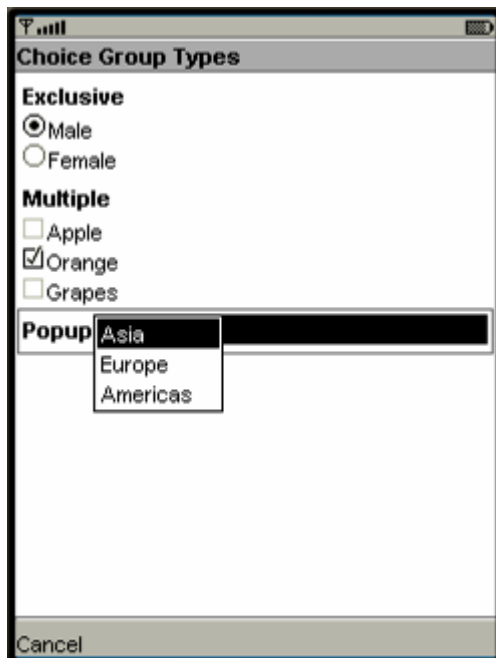 Choice Group Types
Exclusive
Male
Female
Multiple
Apple
Orange
Grapes
Popup Asia
Europe
Americas
Cancel